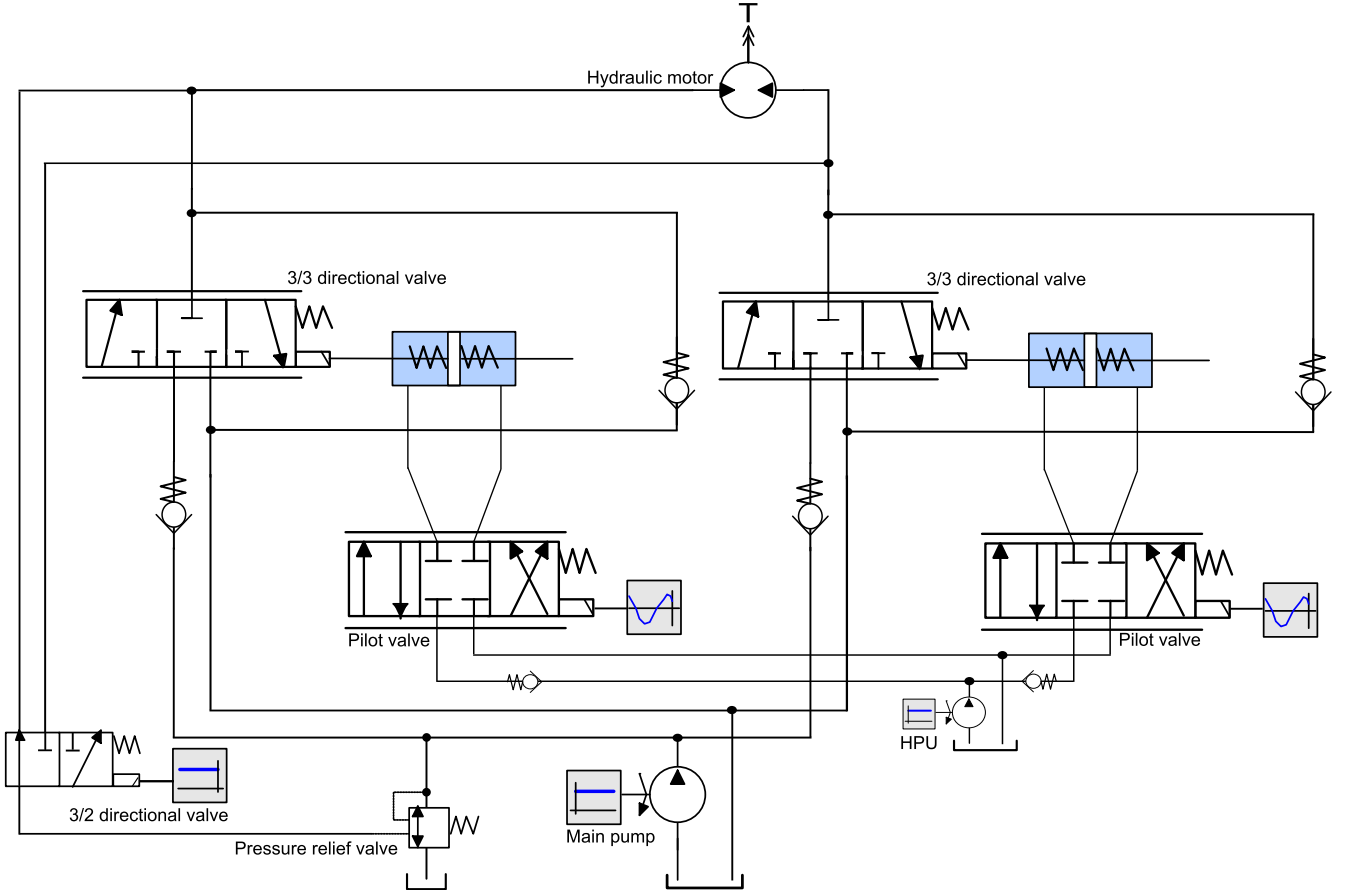 T
Hydraulic motor
3/3 directional valve
3/3 directional valve
Pilot valve
Pilot valve
HPU
3/2 directional valve
Main pump
Pressure relief valve